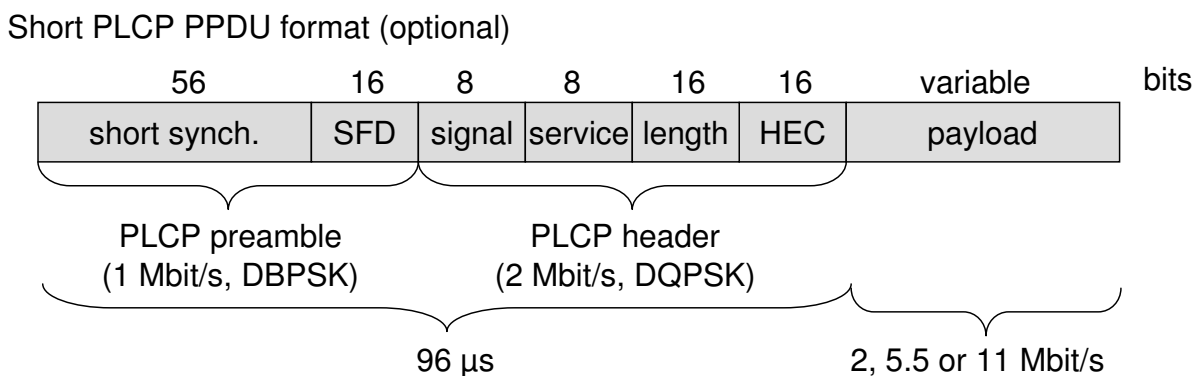 Short PLCP PPDU format (optional)
56 16 8 8 16 16 variable bits
short synch. SFD signal service length HEC payload
PLCP preamble PLCP header
(1 Mbit/s, DBPSK) (2 Mbit/s, DQPSK)
96 µs 2, 5.5 or 11 Mbit/s